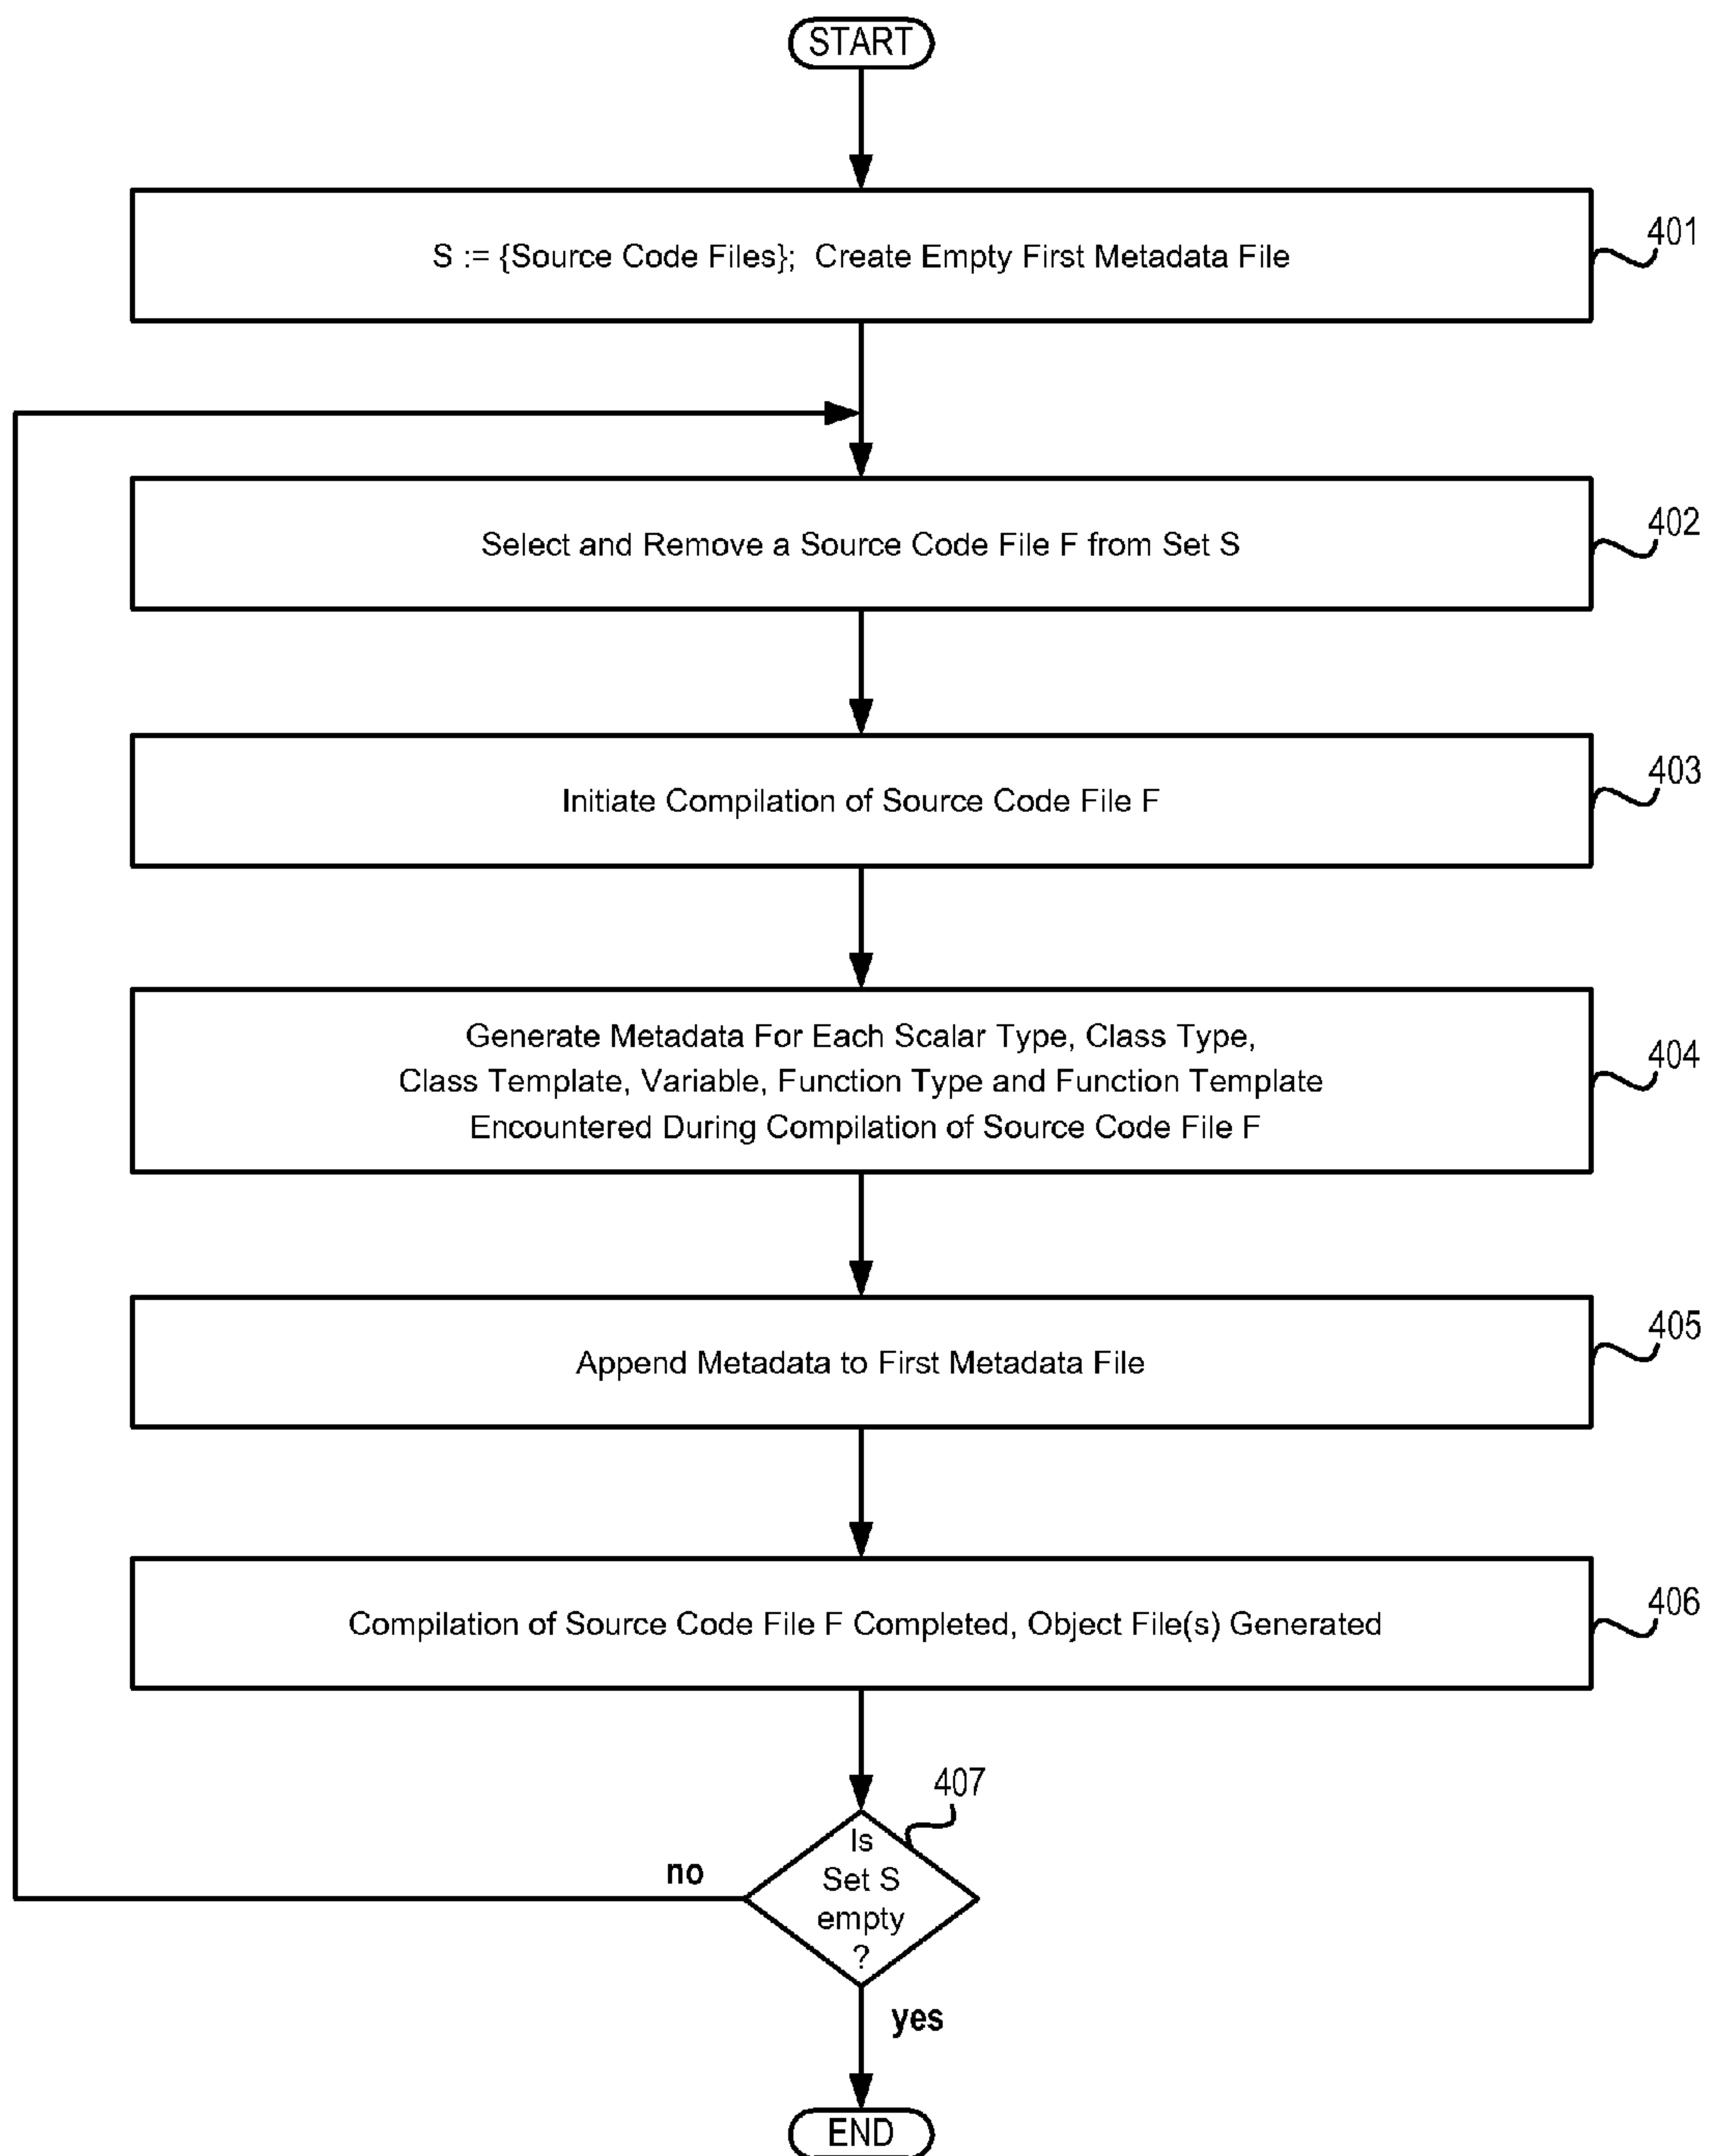 START
S := {Source Code Files};  Create Empty First Metadata File
401
Select and Remove a Source Code File F from Set S
402
Initiate Compilation of Source Code File F
403
Generate Metadata For Each Scalar Type, Class Type,
Class Template, Variable, Function Type and Function Template
Encountered During Compilation of Source Code File F
404
Append Metadata to First Metadata File
405
Compilation of Source Code File F Completed, Object File(s) Generated
406
407
Is
Set S
empty
?
no
yes
END